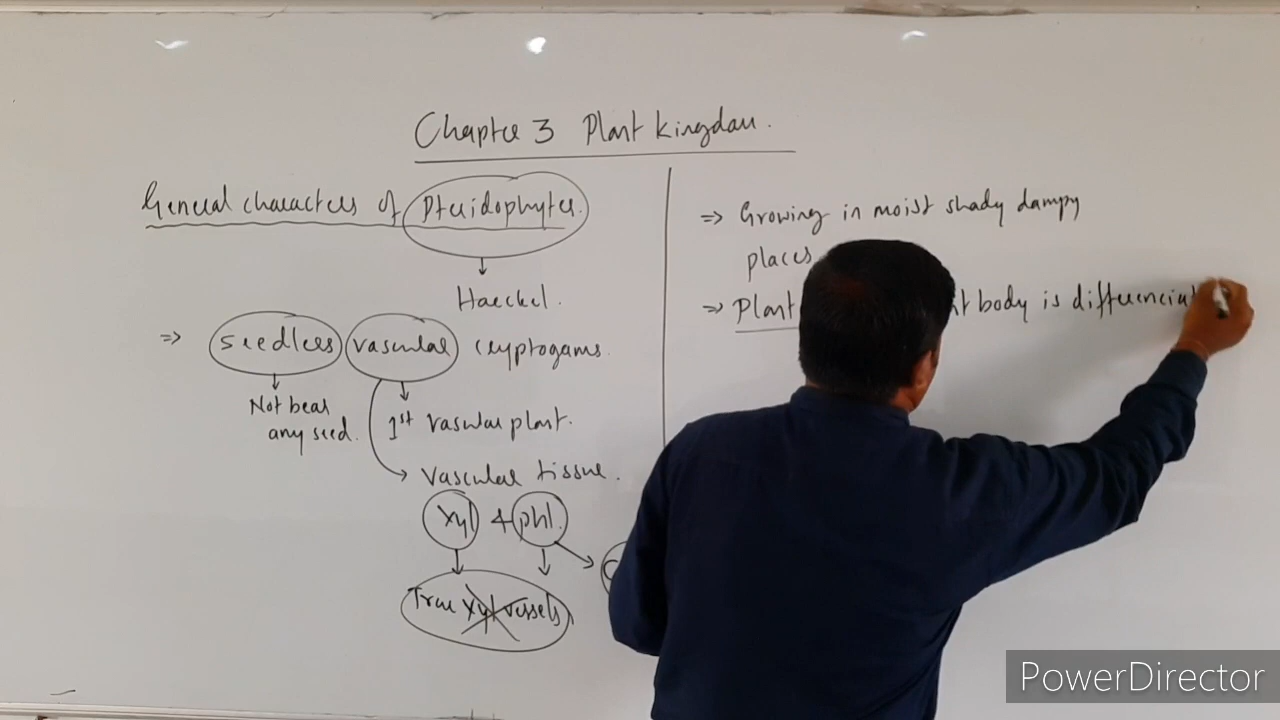 Chapter 3 Plant Kingdom.
General characters of Pteridophytes.
Haeckel.
⇒ seedless vascular cryptogams.
Not bear
any seed.
1st vascular plant.
→ Vascular tissue.
Xyl & phl.
True Xyl vessels
⇒ Growing in moist shady dampy
places
⇒ Plant body is differenciat
PowerDirector